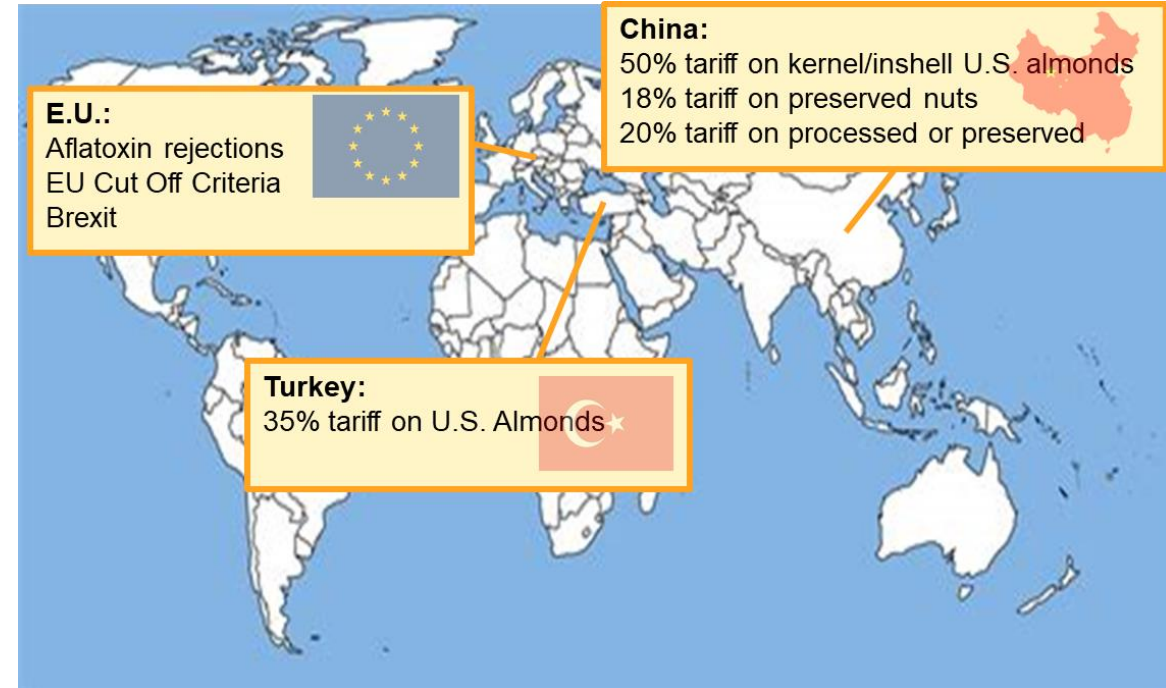 E.U.:
Aflatoxin rejections
EU Cut Off Criteria
Brexit
China:
50% tariff on kernel/inshell U.S. almonds
18% tariff on preserved nuts
20% tariff on processed or preserved
Turkey:
35% tariff on U.S. Almonds